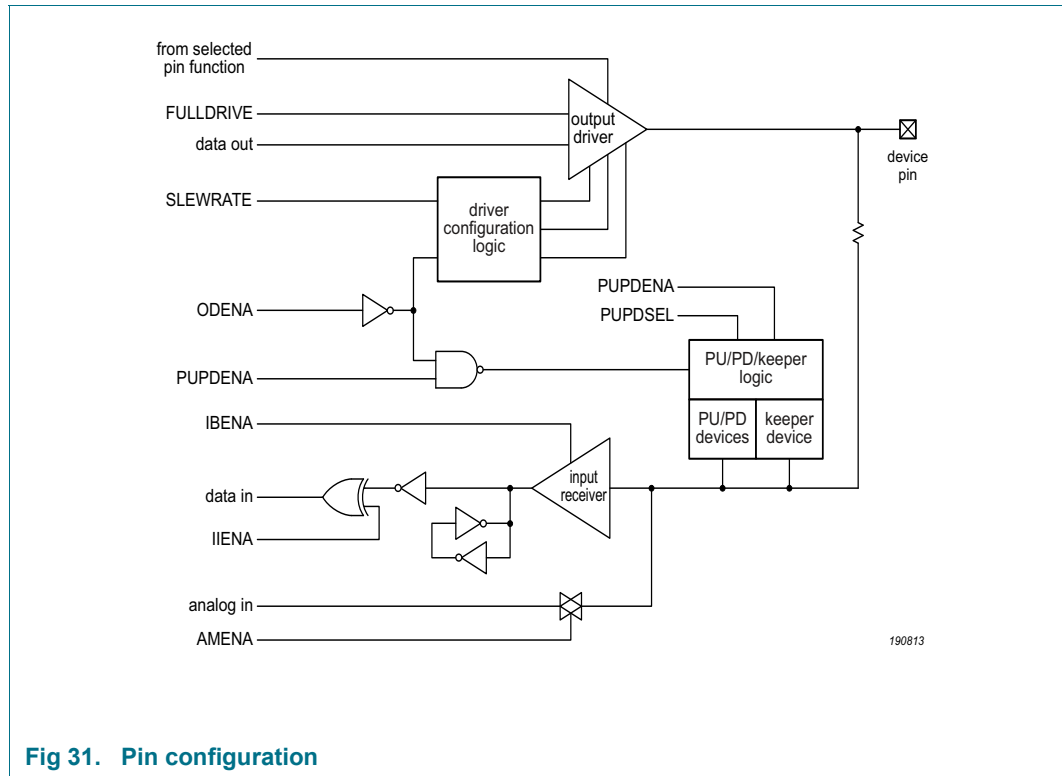 from selected
pin function
FULLDRIVE
data out
output
driver
device
pin
SLEWRATE
driver
configuration
logic
PUPDENA
PUPDSEL
ODENA
PU/PD/keeper
logic
PUPDENA
PU/PD
devices
keeper
device
IBENA
input
receiver
data in
IIENA
analog in
AMENA
190813
Fig 31. Pin configuration